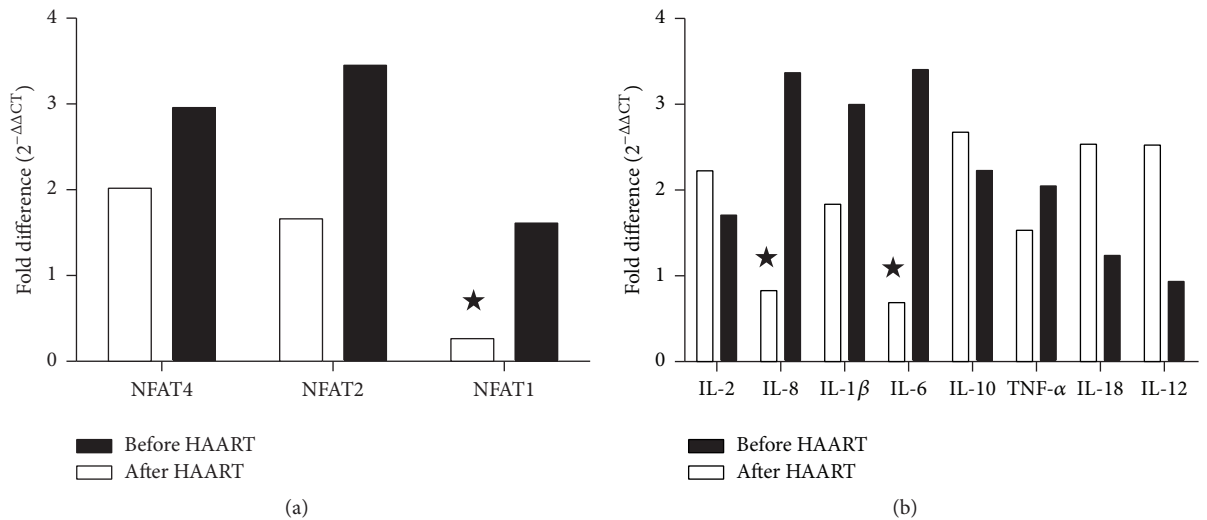 4
3
2
1
0
Fold difference (2^−ΔΔCT)
NFAT4 NFAT2 NFAT1
Before HAART
After HAART
(a)
4
3
2
1
0
Fold difference (2^−ΔΔCT)
IL-2 IL-8 IL-1β IL-6 IL-10 TNF-α IL-18 IL-12
Before HAART
After HAART
(b)